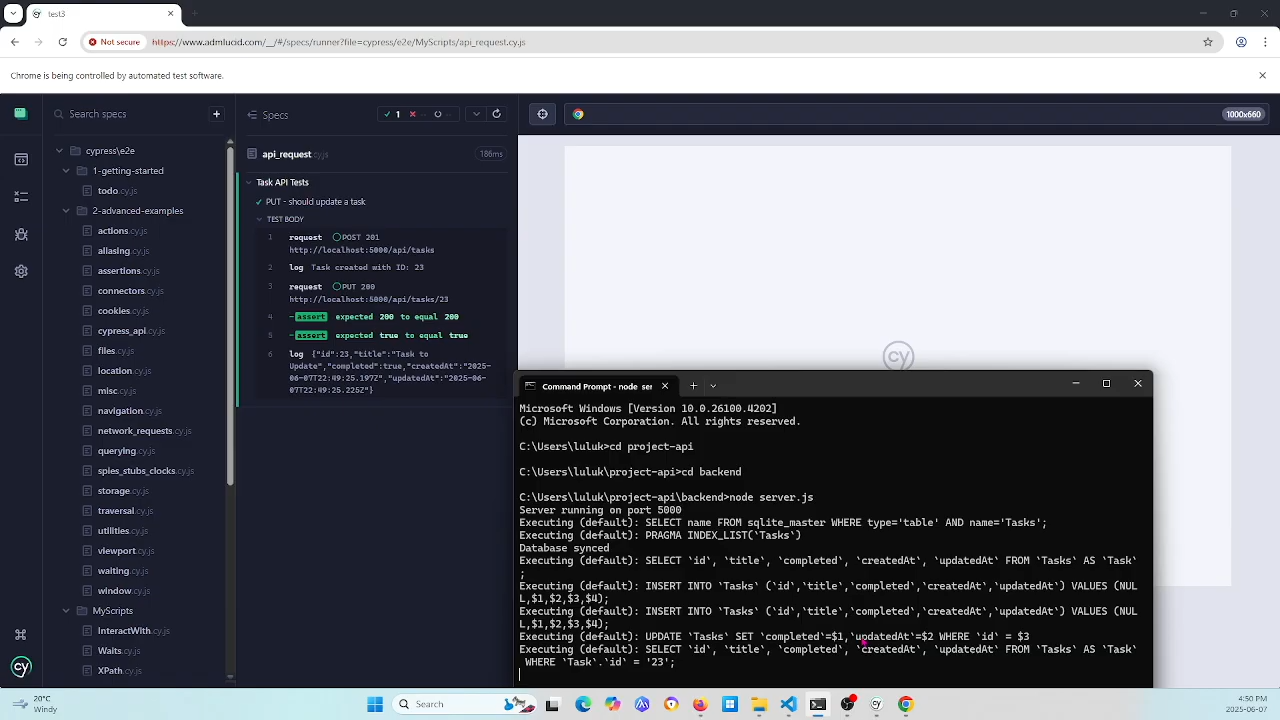 test3
Not secure https://www.admlucid.com/__/#/specs/runner?file=cypress/e2e/MyScripts/api_request.cy.js
Chrome is being controlled by automated test software.
Search specs
+
Specs
1
1000x660
cypress\e2e
1-getting-started
todo.cy.js
2-advanced-examples
actions.cy.js
aliasing.cy.js
assertions.cy.js
connectors.cy.js
cookies.cy.js
cypress_api.cy.js
files.cy.js
location.cy.js
misc.cy.js
navigation.cy.js
network_requests.cy.js
querying.cy.js
spies_stubs_clocks.cy.js
storage.cy.js
traversal.cy.js
utilities.cy.js
viewport.cy.js
waiting.cy.js
window.cy.js
MyScripts
InteractWith.cy.js
Waits.cy.js
XPath.cy.js
cy
api_request.cy.js
186ms
Task API Tests
PUT - should update a task
TEST BODY
1 request POST 201
http://localhost:5000/api/tasks
2 log Task created with ID: 23
3 request PUT 200
http://localhost:5000/api/tasks/23
4 -assert expected 200 to equal 200
5 -assert expected true to equal true
6 log {"id":23,"title":"Task to
Update","completed":true,"createdAt":"2025-
06-07T22:49:25.197Z","updatedAt":"2025-06-
07T22:49:25.225Z"}
cy
Command Prompt - node ser
Microsoft Windows [Version 10.0.26100.4202]
(c) Microsoft Corporation. All rights reserved.
C:\Users\luluk>cd project-api
C:\Users\luluk\project-api>cd backend
C:\Users\luluk\project-api\backend>node server.js
Server running on port 5000
Executing (default): SELECT name FROM sqlite_master WHERE type='table' AND name='Tasks';
Executing (default): PRAGMA INDEX_LIST(`Tasks`)
Database synced
Executing (default): SELECT `id`, `title`, `completed`, `createdAt`, `updatedAt` FROM `Tasks` AS `Task`
;
Executing (default): INSERT INTO `Tasks` (`id`,`title`,`completed`,`createdAt`,`updatedAt`) VALUES (NUL
L,$1,$2,$3,$4);
Executing (default): INSERT INTO `Tasks` (`id`,`title`,`completed`,`createdAt`,`updatedAt`) VALUES (NUL
L,$1,$2,$3,$4);
Executing (default): UPDATE `Tasks` SET `completed`=$1,`updatedAt`=$2 WHERE `id` = $3
Executing (default): SELECT `id`, `title`, `completed`, `createdAt`, `updatedAt` FROM `Tasks` AS `Task`
WHERE `Task`.`id` = '23';
20°C
Windy
Search
4:50 PM
2025-06-07